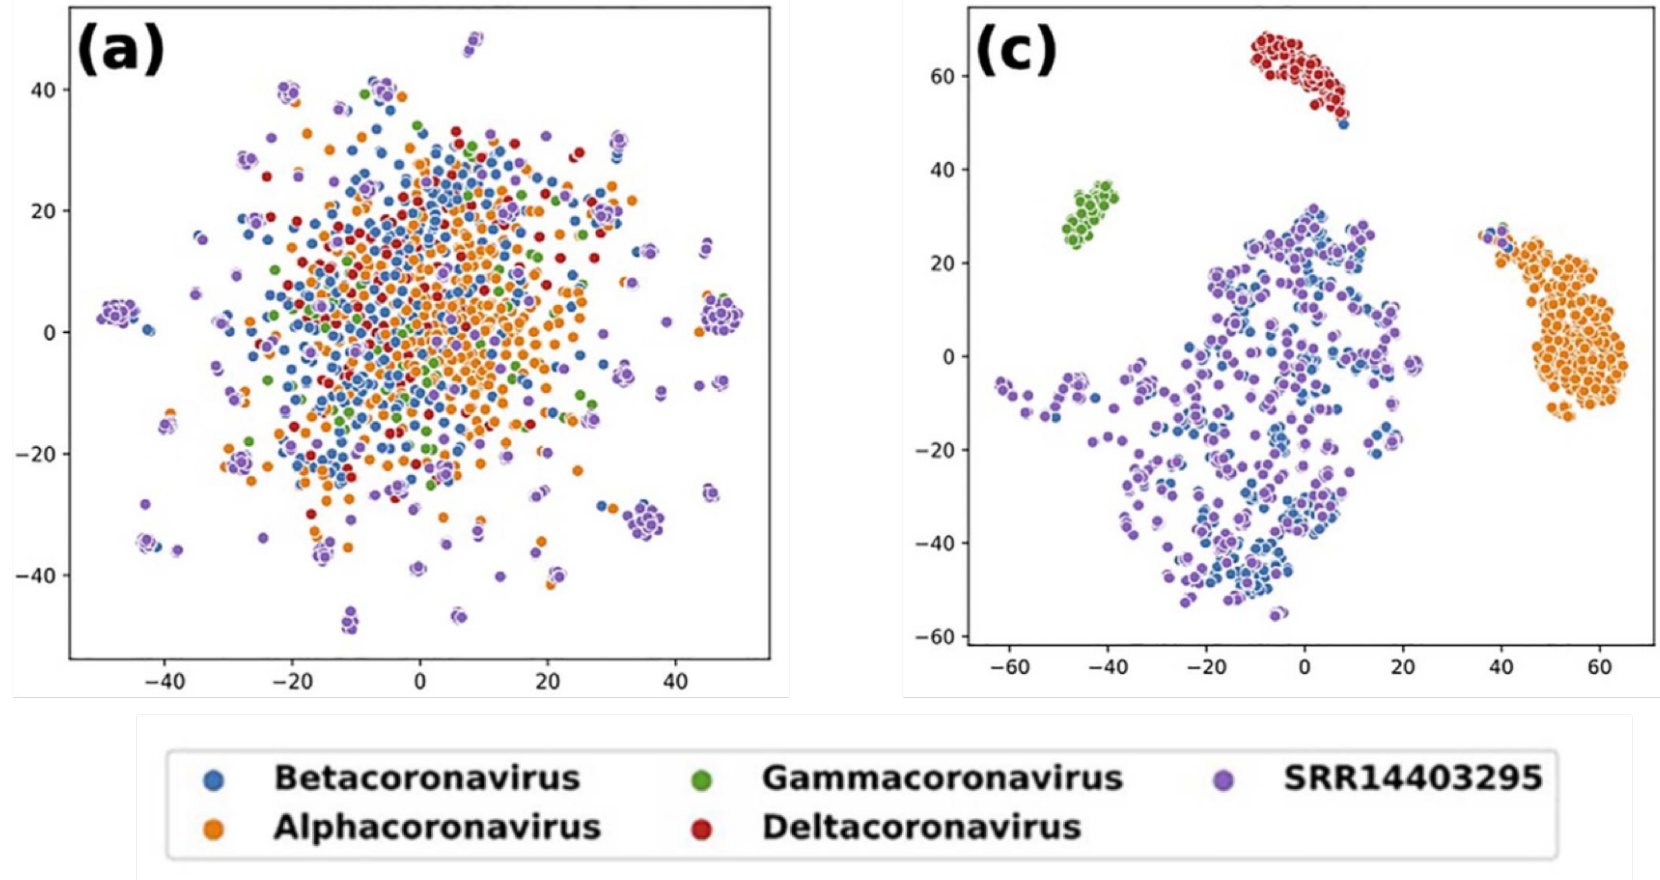 (a)
40
20
0
−20
−40
−40 −20 0 20 40
(c)
60
40
20
0
−20
−40
−60
−60 −40 −20 0 20 40 60
Betacoronavirus Gammacoronavirus SRR14403295
Alphacoronavirus Deltacoronavirus